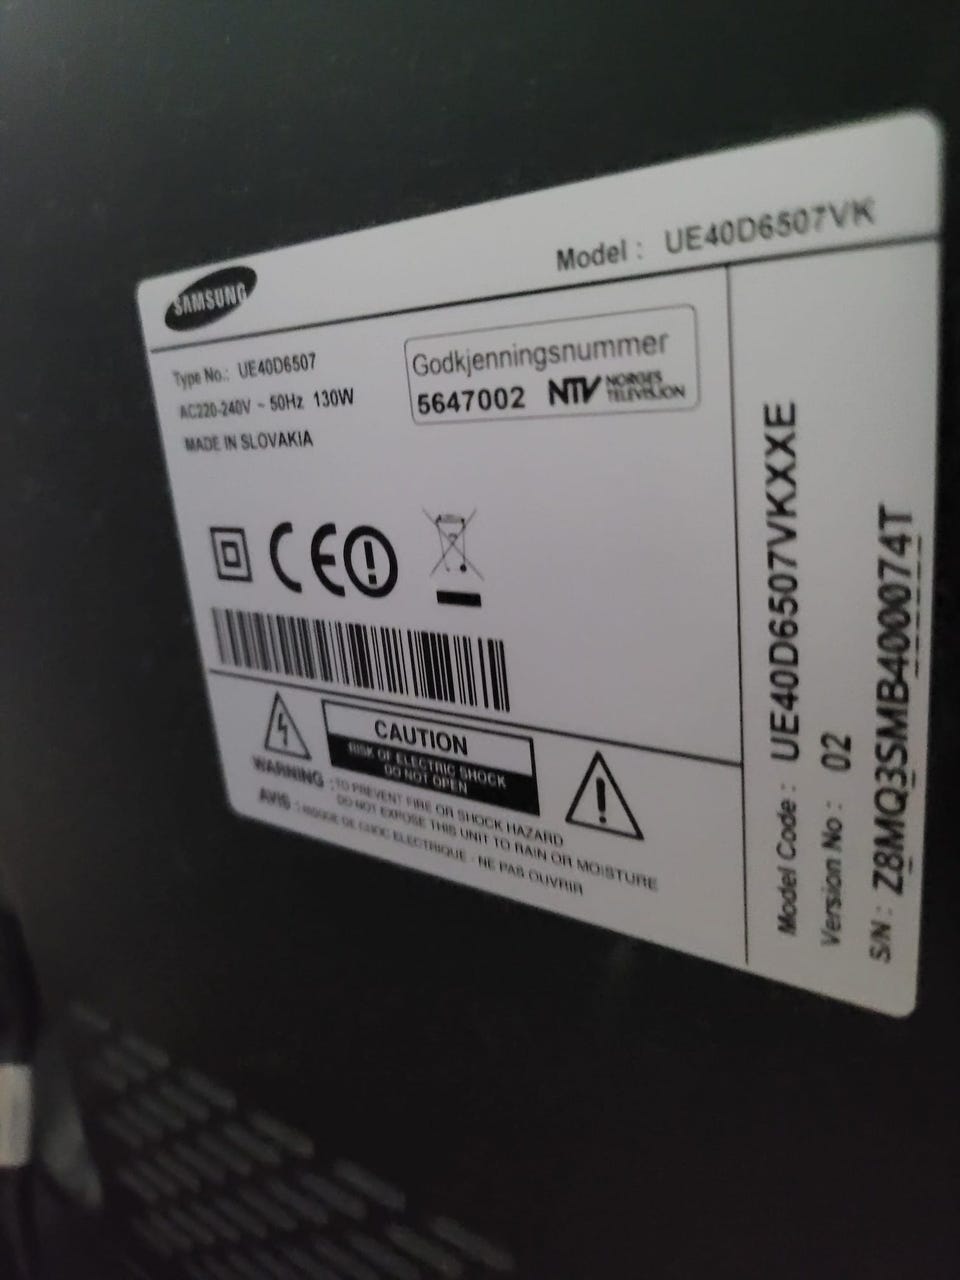 SAMSUNG
Model : UE40D6507VK
Type No.: UE40D6507
AC220-240V ~ 50Hz 130W
MADE IN SLOVAKIA
Godkjenningsnummer
5647002 NTV NORGES
TELEVISJON
CE
CAUTION
RISK OF ELECTRIC SHOCK
DO NOT OPEN
WARNING : TO PREVENT FIRE OR SHOCK HAZARD
DO NOT EXPOSE THIS UNIT TO RAIN OR MOISTURE
AVIS : RISQUE DE CHOC ELECTRIQUE - NE PAS OUVRIR
Model Code : UE40D6507VKXXE
Version No : 02
S/N : Z8MQ3SMB400074T